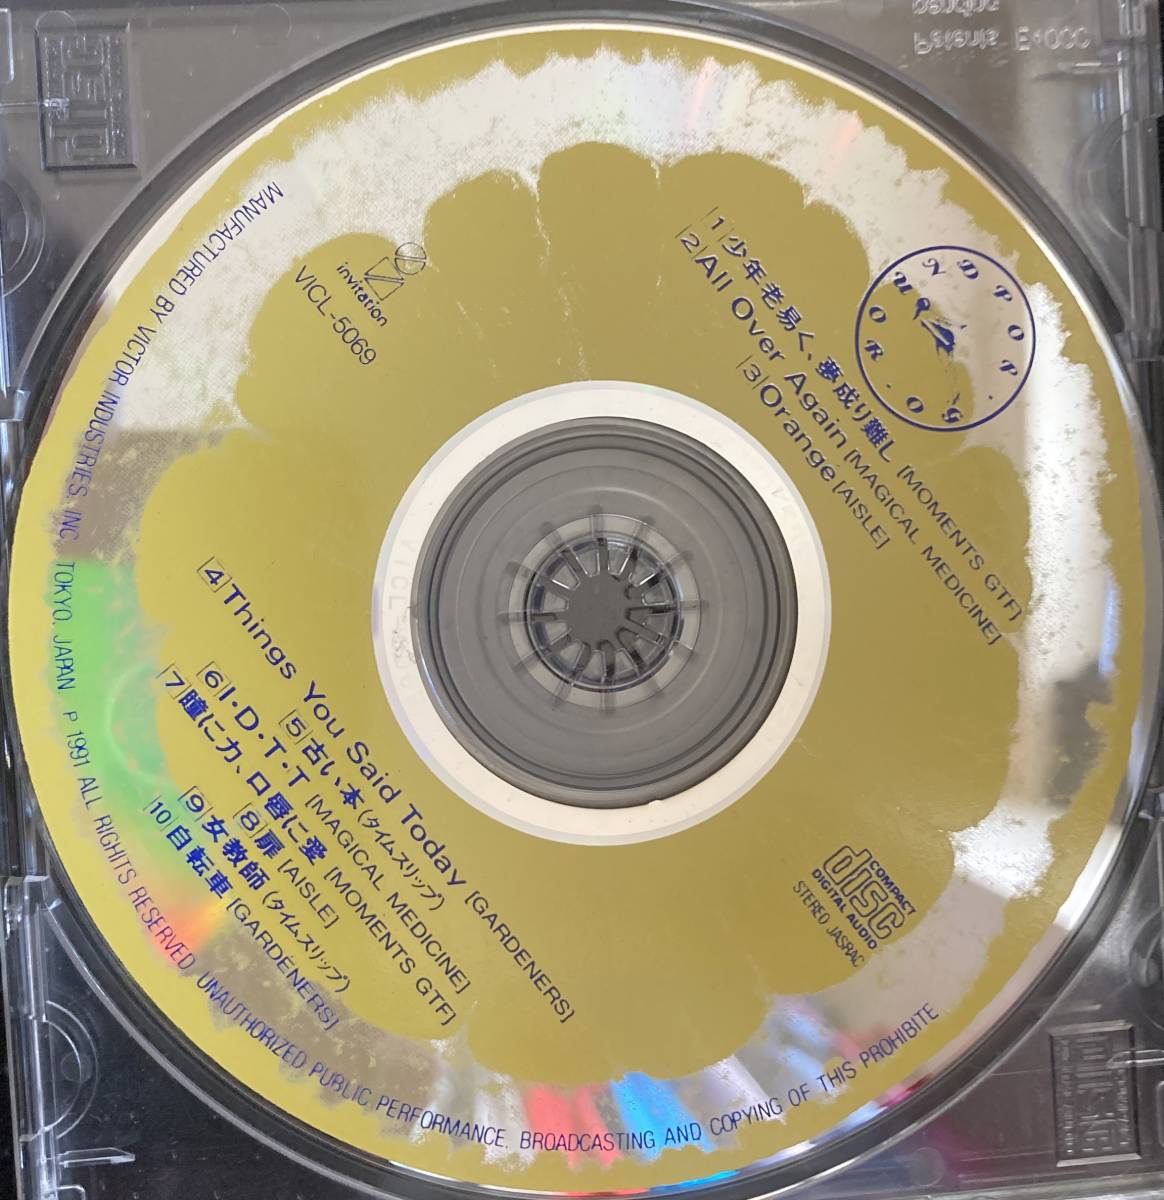 GO・ROUND POP
1 少年老易く、夢成り難し [MOMENTS GTF]
2 All Over Again [MAGICAL MEDICINE]
3 Orange [AISLE]
invitation
VICL-5069
4 Things You Said Today [GARDENERS]
5 古い本 (タイムスリップ)
6 I・D・T・T [MAGICAL MEDICINE]
7 瞳に力、口唇に愛 [MOMENTS GTF]
8 扉 [AISLE]
9 女教師 (タイムスリップ)
10 自転車 [GARDENERS]
COMPACT
disc
DIGITAL AUDIO
STEREO JASRAC
MANUFACTURED BY VICTOR INDUSTRIES, INC. TOKYO, JAPAN. P 1991 ALL RIGHTS RESERVED. UNAUTHORIZED PUBLIC PERFORMANCE, BROADCASTING AND COPYING OF THIS PROHIBITE